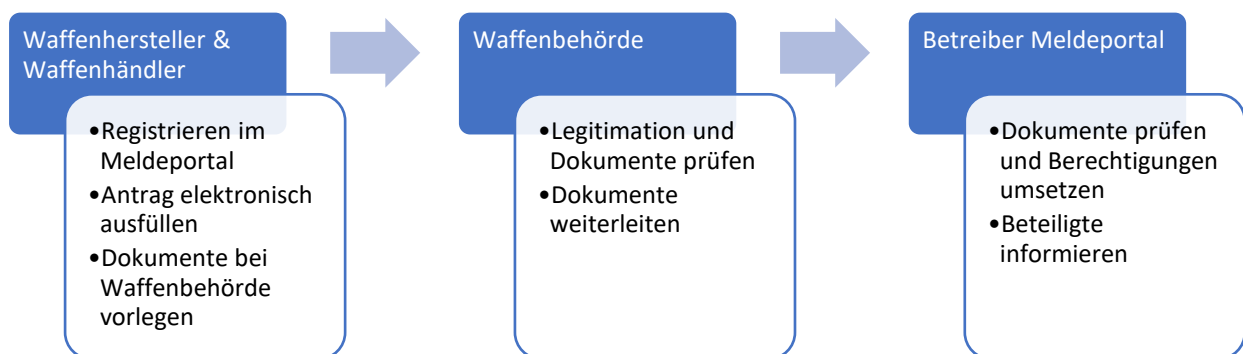 Waffenhersteller &
Waffenhändler
•Registrieren im
Meldeportal
•Antrag elektronisch
ausfüllen
•Dokumente bei
Waffenbehörde
vorlegen
Waffenbehörde
•Legitimation und
Dokumente prüfen
•Dokumente
weiterleiten
Betreiber Meldeportal
•Dokumente prüfen
und Berechtigungen
umsetzen
•Beteiligte
informieren